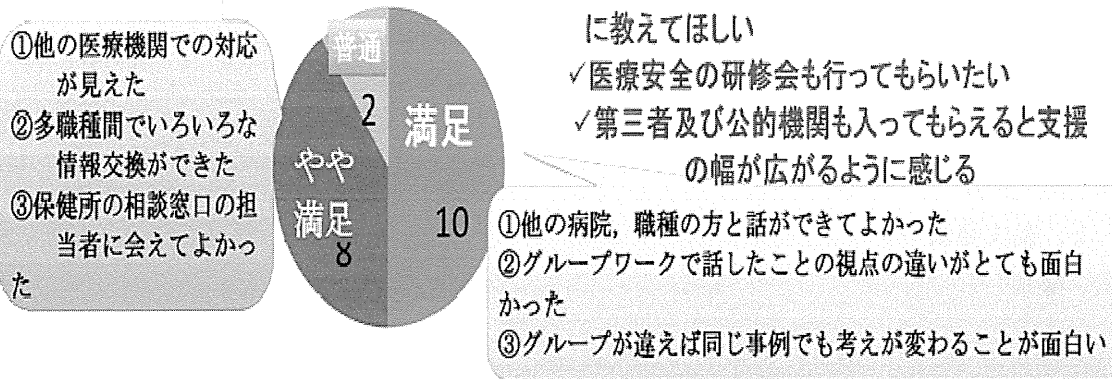 ①他の医療機関での対応
が見えた
②多職種間でいろいろな
情報交換ができた
③保健所の相談窓口の担
当者に会えてよかっ
た
普通
2
満足
10
やや
満足
8
に教えてほしい
✓医療安全の研修会も行ってもらいたい
✓第三者及び公的機関も入ってもらえると支援
の幅が広がるように感じる
①他の病院，職種の方と話ができてよかった
②グループワークで話したことの視点の違いがとても面白
かった
③グループが違えば同じ事例でも考えが変わることが面白い